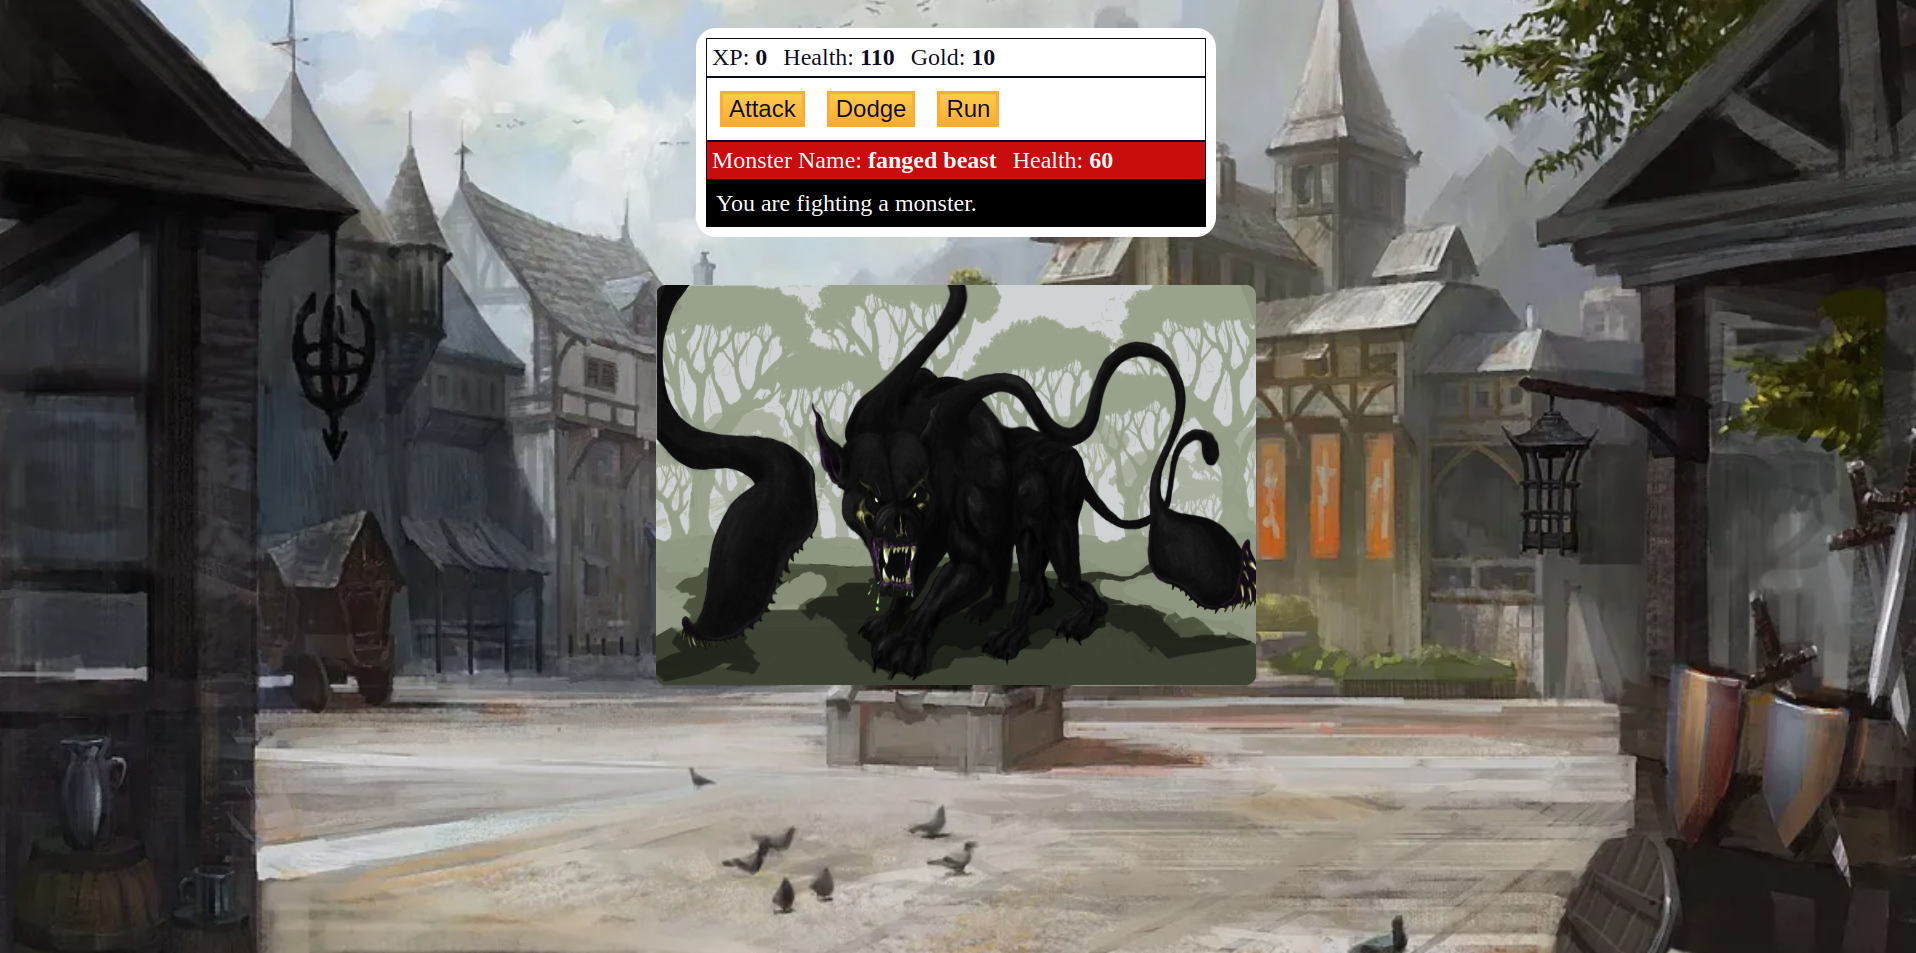 XP: 0 Health: 110 Gold: 10
Attack Dodge Run
Monster Name: fanged beast Health: 60
You are fighting a monster.